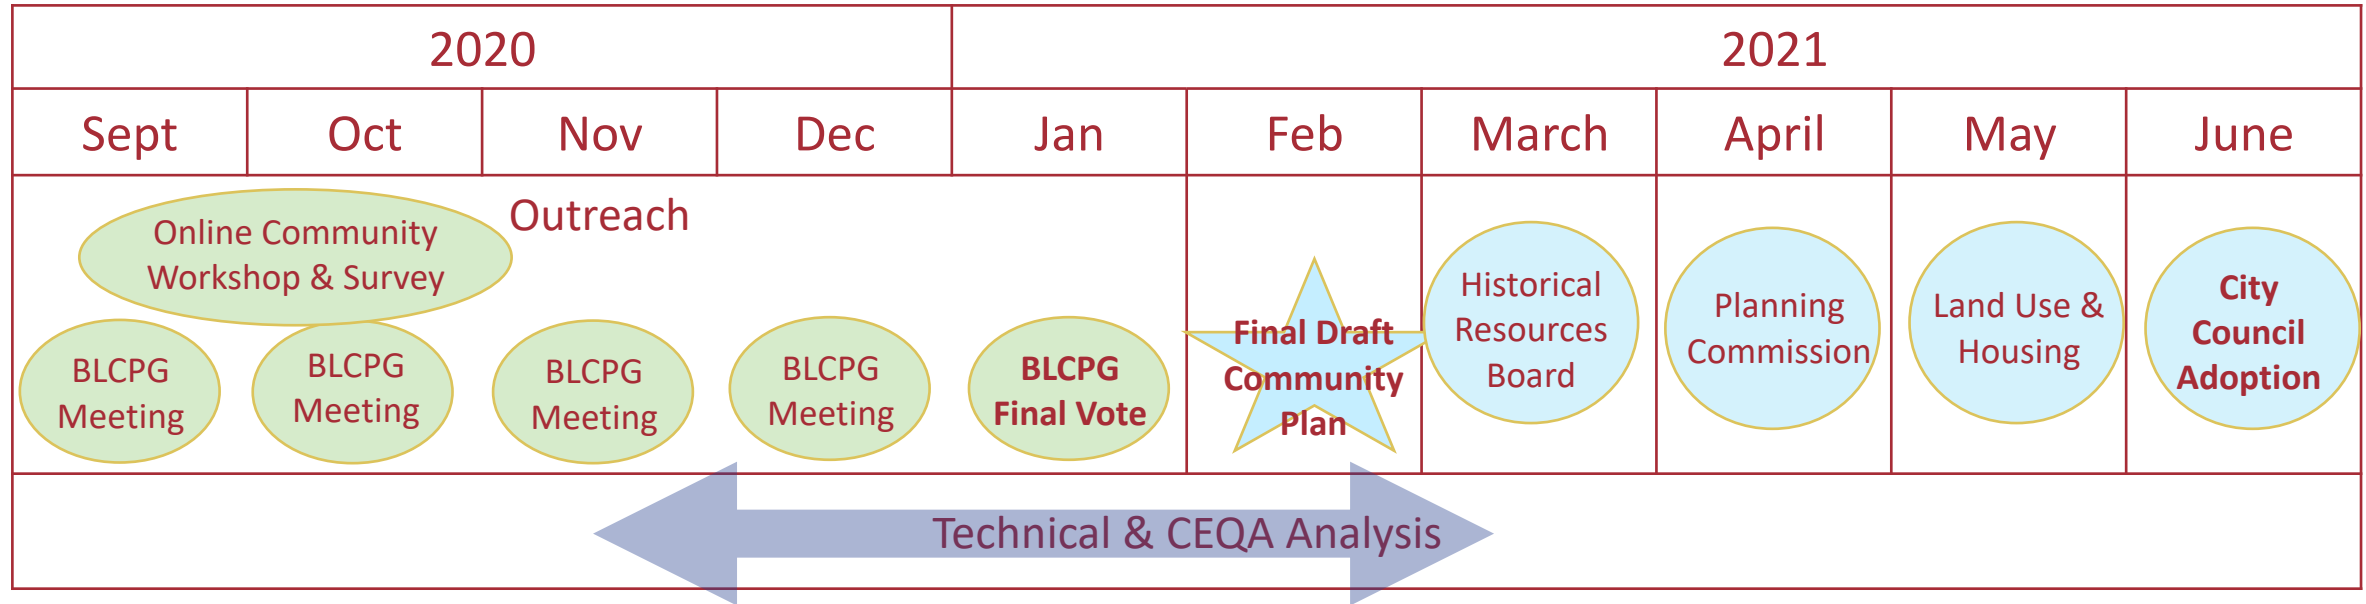 2020
2021
Sept
Oct
Nov
Dec
Jan
Feb
March
April
May
June
Outreach
Online Community
Workshop & Survey
BLCPG
Meeting
BLCPG
Meeting
BLCPG
Meeting
BLCPG
Meeting
BLCPG
Final Vote
Final Draft
Community
Plan
Historical
Resources
Board
Planning
Commission
Land Use &
Housing
City
Council
Adoption
Technical & CEQA Analysis